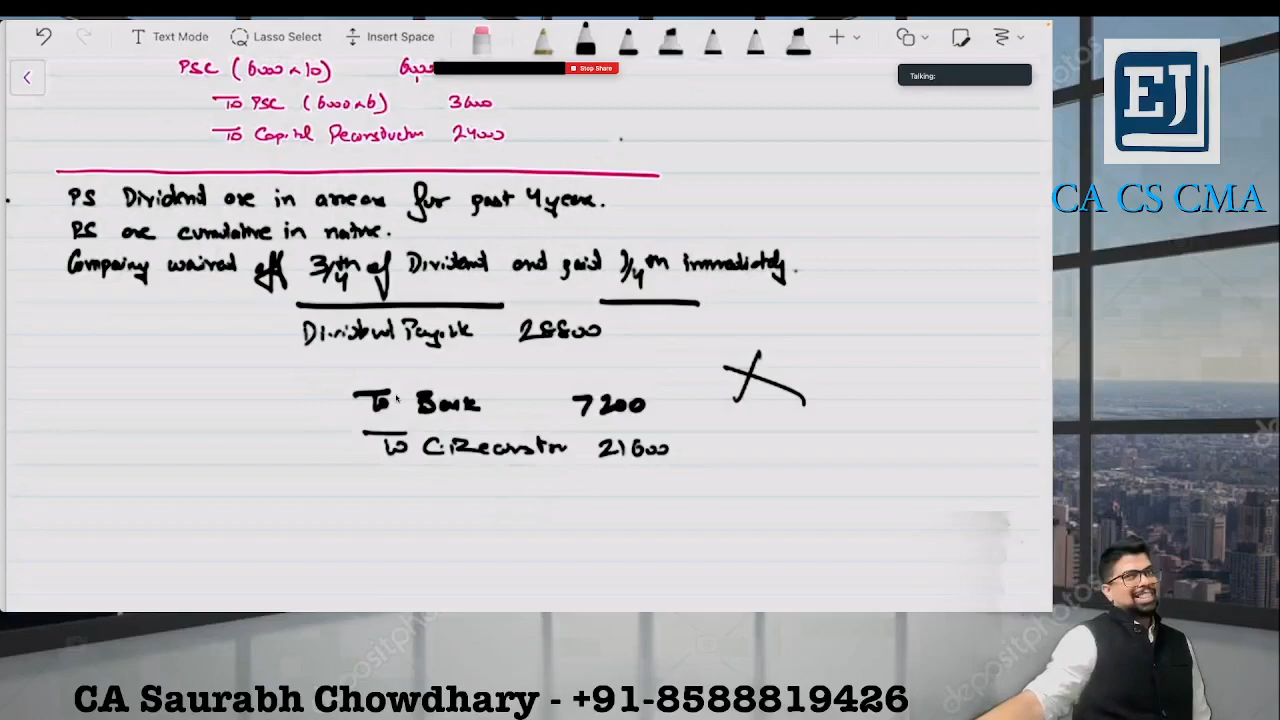 Text Mode
Lasso Select
Insert Space
Stop Share
Talking:
PSC (6000 × 10)
To PSC (6000×6) 3600
To Capital Reconstuctn 2400
PS Dividend are in arrears for past 4 years.
PS are cumulative in nature.
Company waived off 3/4th of Dividend and paid 1/4th immediately.
Dividend Payable 28800
To Bank 7200
To C. Reconstn 21600
EJ
CA CS CMA
CA Saurabh Chowdhary - +91-8588819426
depositphotos